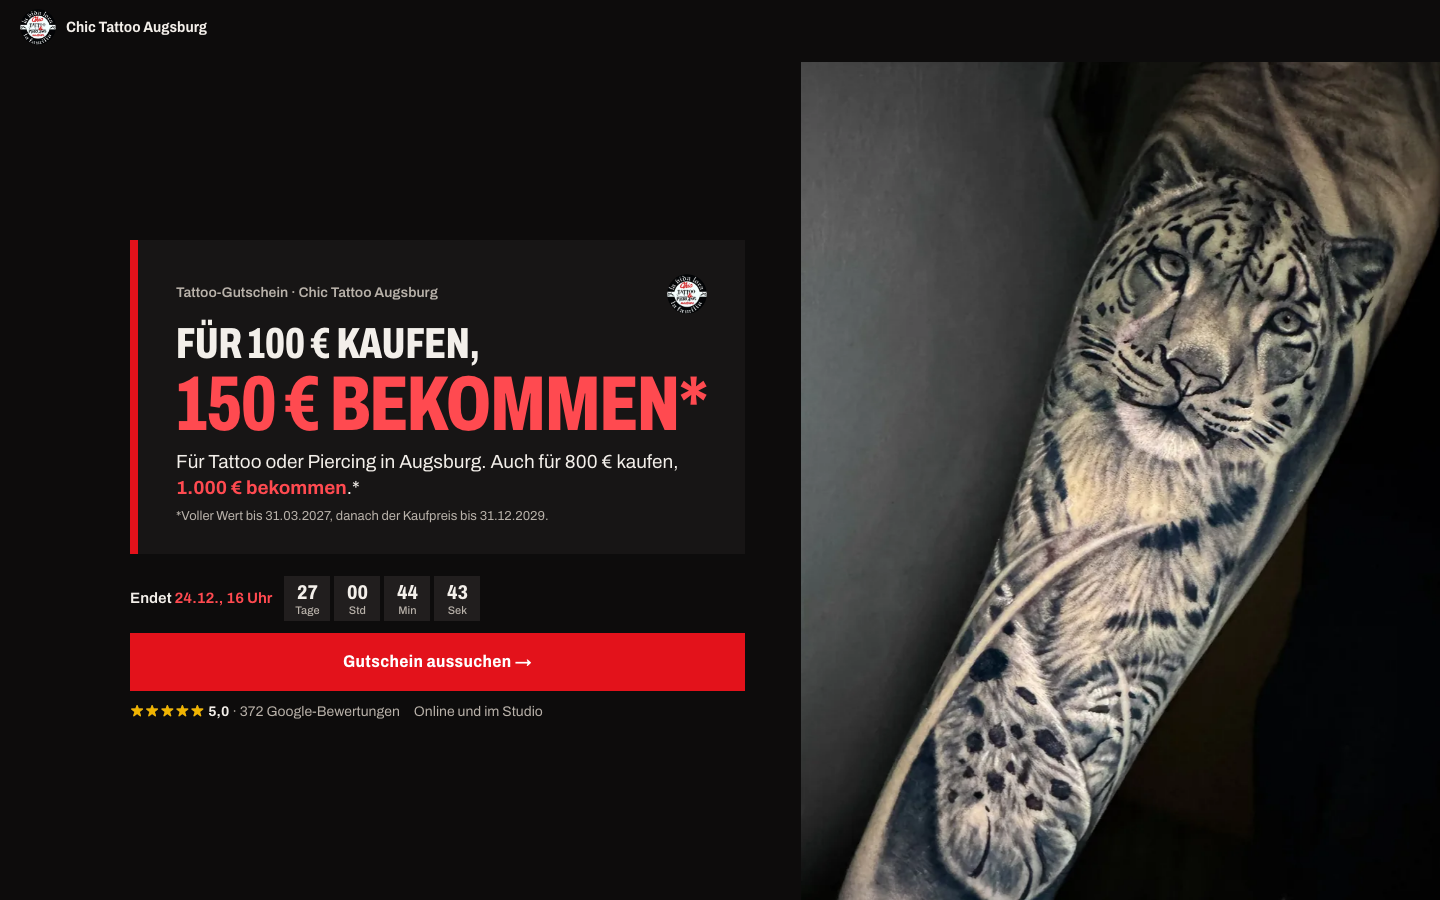 Chic Tattoo Augsburg
Tattoo-Gutschein · Chic Tattoo Augsburg
FÜR 100 € KAUFEN,
150 € BEKOMMEN*
Für Tattoo oder Piercing in Augsburg. Auch für 800 € kaufen,
1.000 € bekommen.*
*Voller Wert bis 31.03.2027, danach der Kaufpreis bis 31.12.2029.
Endet 24.12., 16 Uhr
27 00 44 43
Tage Std Min Sek
Gutschein aussuchen →
5,0 · 372 Google-Bewertungen Online und im Studio